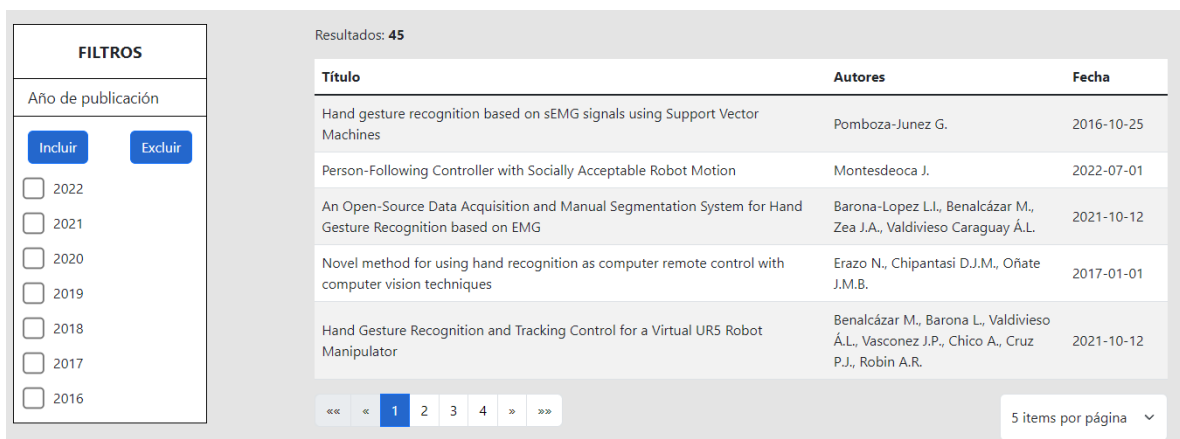 FILTROS
Año de publicación
Incluir Excluir
2022
2021
2020
2019
2018
2017
2016
Resultados: 45
Título Autores Fecha
Hand gesture recognition based on sEMG signals using Support Vector
Machines
Pomboza-Junez G.
2016-10-25
Person-Following Controller with Socially Acceptable Robot Motion
Montesdeoca J.
2022-07-01
An Open-Source Data Acquisition and Manual Segmentation System for Hand
Gesture Recognition based on EMG
Barona-Lopez L.I., Benalcázar M.,
Zea J.A., Valdivieso Caraguay Á.L.
2021-10-12
Novel method for using hand recognition as computer remote control with
computer vision techniques
Erazo N., Chipantasi D.J.M., Oñate
J.M.B.
2017-01-01
Hand Gesture Recognition and Tracking Control for a Virtual UR5 Robot
Manipulator
Benalcázar M., Barona L., Valdivieso
Á.L., Vasconez J.P., Chico A., Cruz
P.J., Robin A.R.
2021-10-12
«« « 1 2 3 4 » »»
5 items por página